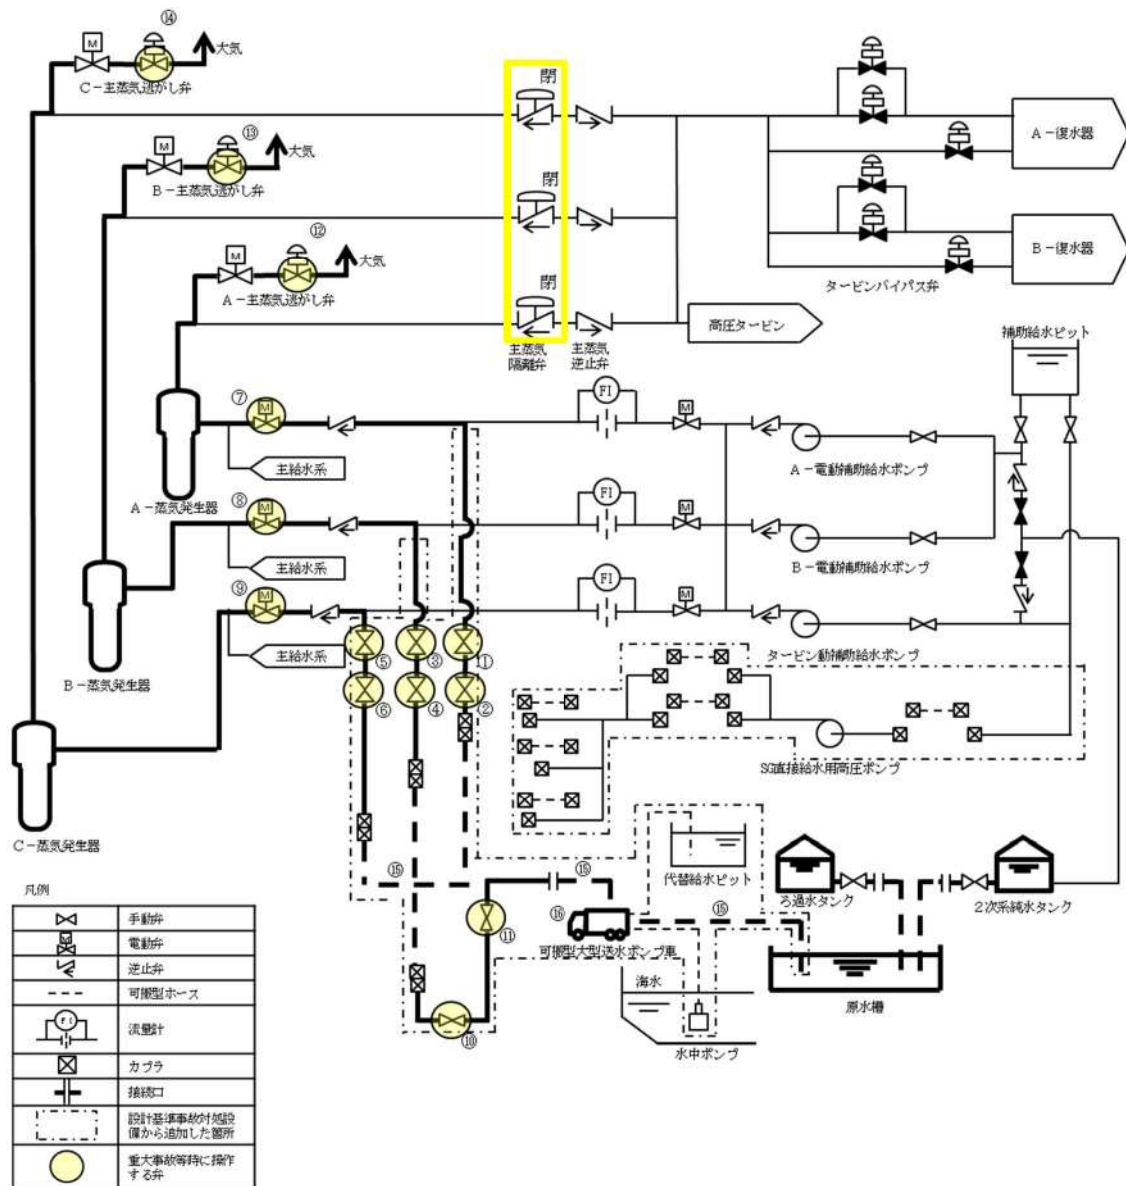 ⑭
M
大気
C-主蒸気逃がし弁
閉
A-復水器
⑬
M
大気
B-主蒸気逃がし弁
閉
B-復水器
⑫
M
大気
A-主蒸気逃がし弁
タービンバイパス弁
閉
高圧タービン
主蒸気
隔離弁
主蒸気
逆止弁
補助給水ピット
⑦
M
FI
M
主給水系
A-電動補助給水ポンプ
A-蒸気発生器
⑧
M
FI
M
主給水系
B-電動補助給水ポンプ
⑨
M
FI
M
主給水系
タービン動補助給水ポンプ
B-蒸気発生器
⑤
③
①
⑥
④
②
SG直接給水用高圧ポンプ
C-蒸気発生器
⑮
⑮
代替給水ピット
ろ過水タンク
2次系純水タンク
⑪
⑯
⑮
可搬型大型送水ポンプ車
海水
原水槽
⑩
水中ポンプ
凡例
手動弁
M
電動弁
逆止弁
可搬型ホース
FI
流量計
カプラ
接続口
設計基準事故対処設
備から追加した箇所
重大事故等時に操作
する弁